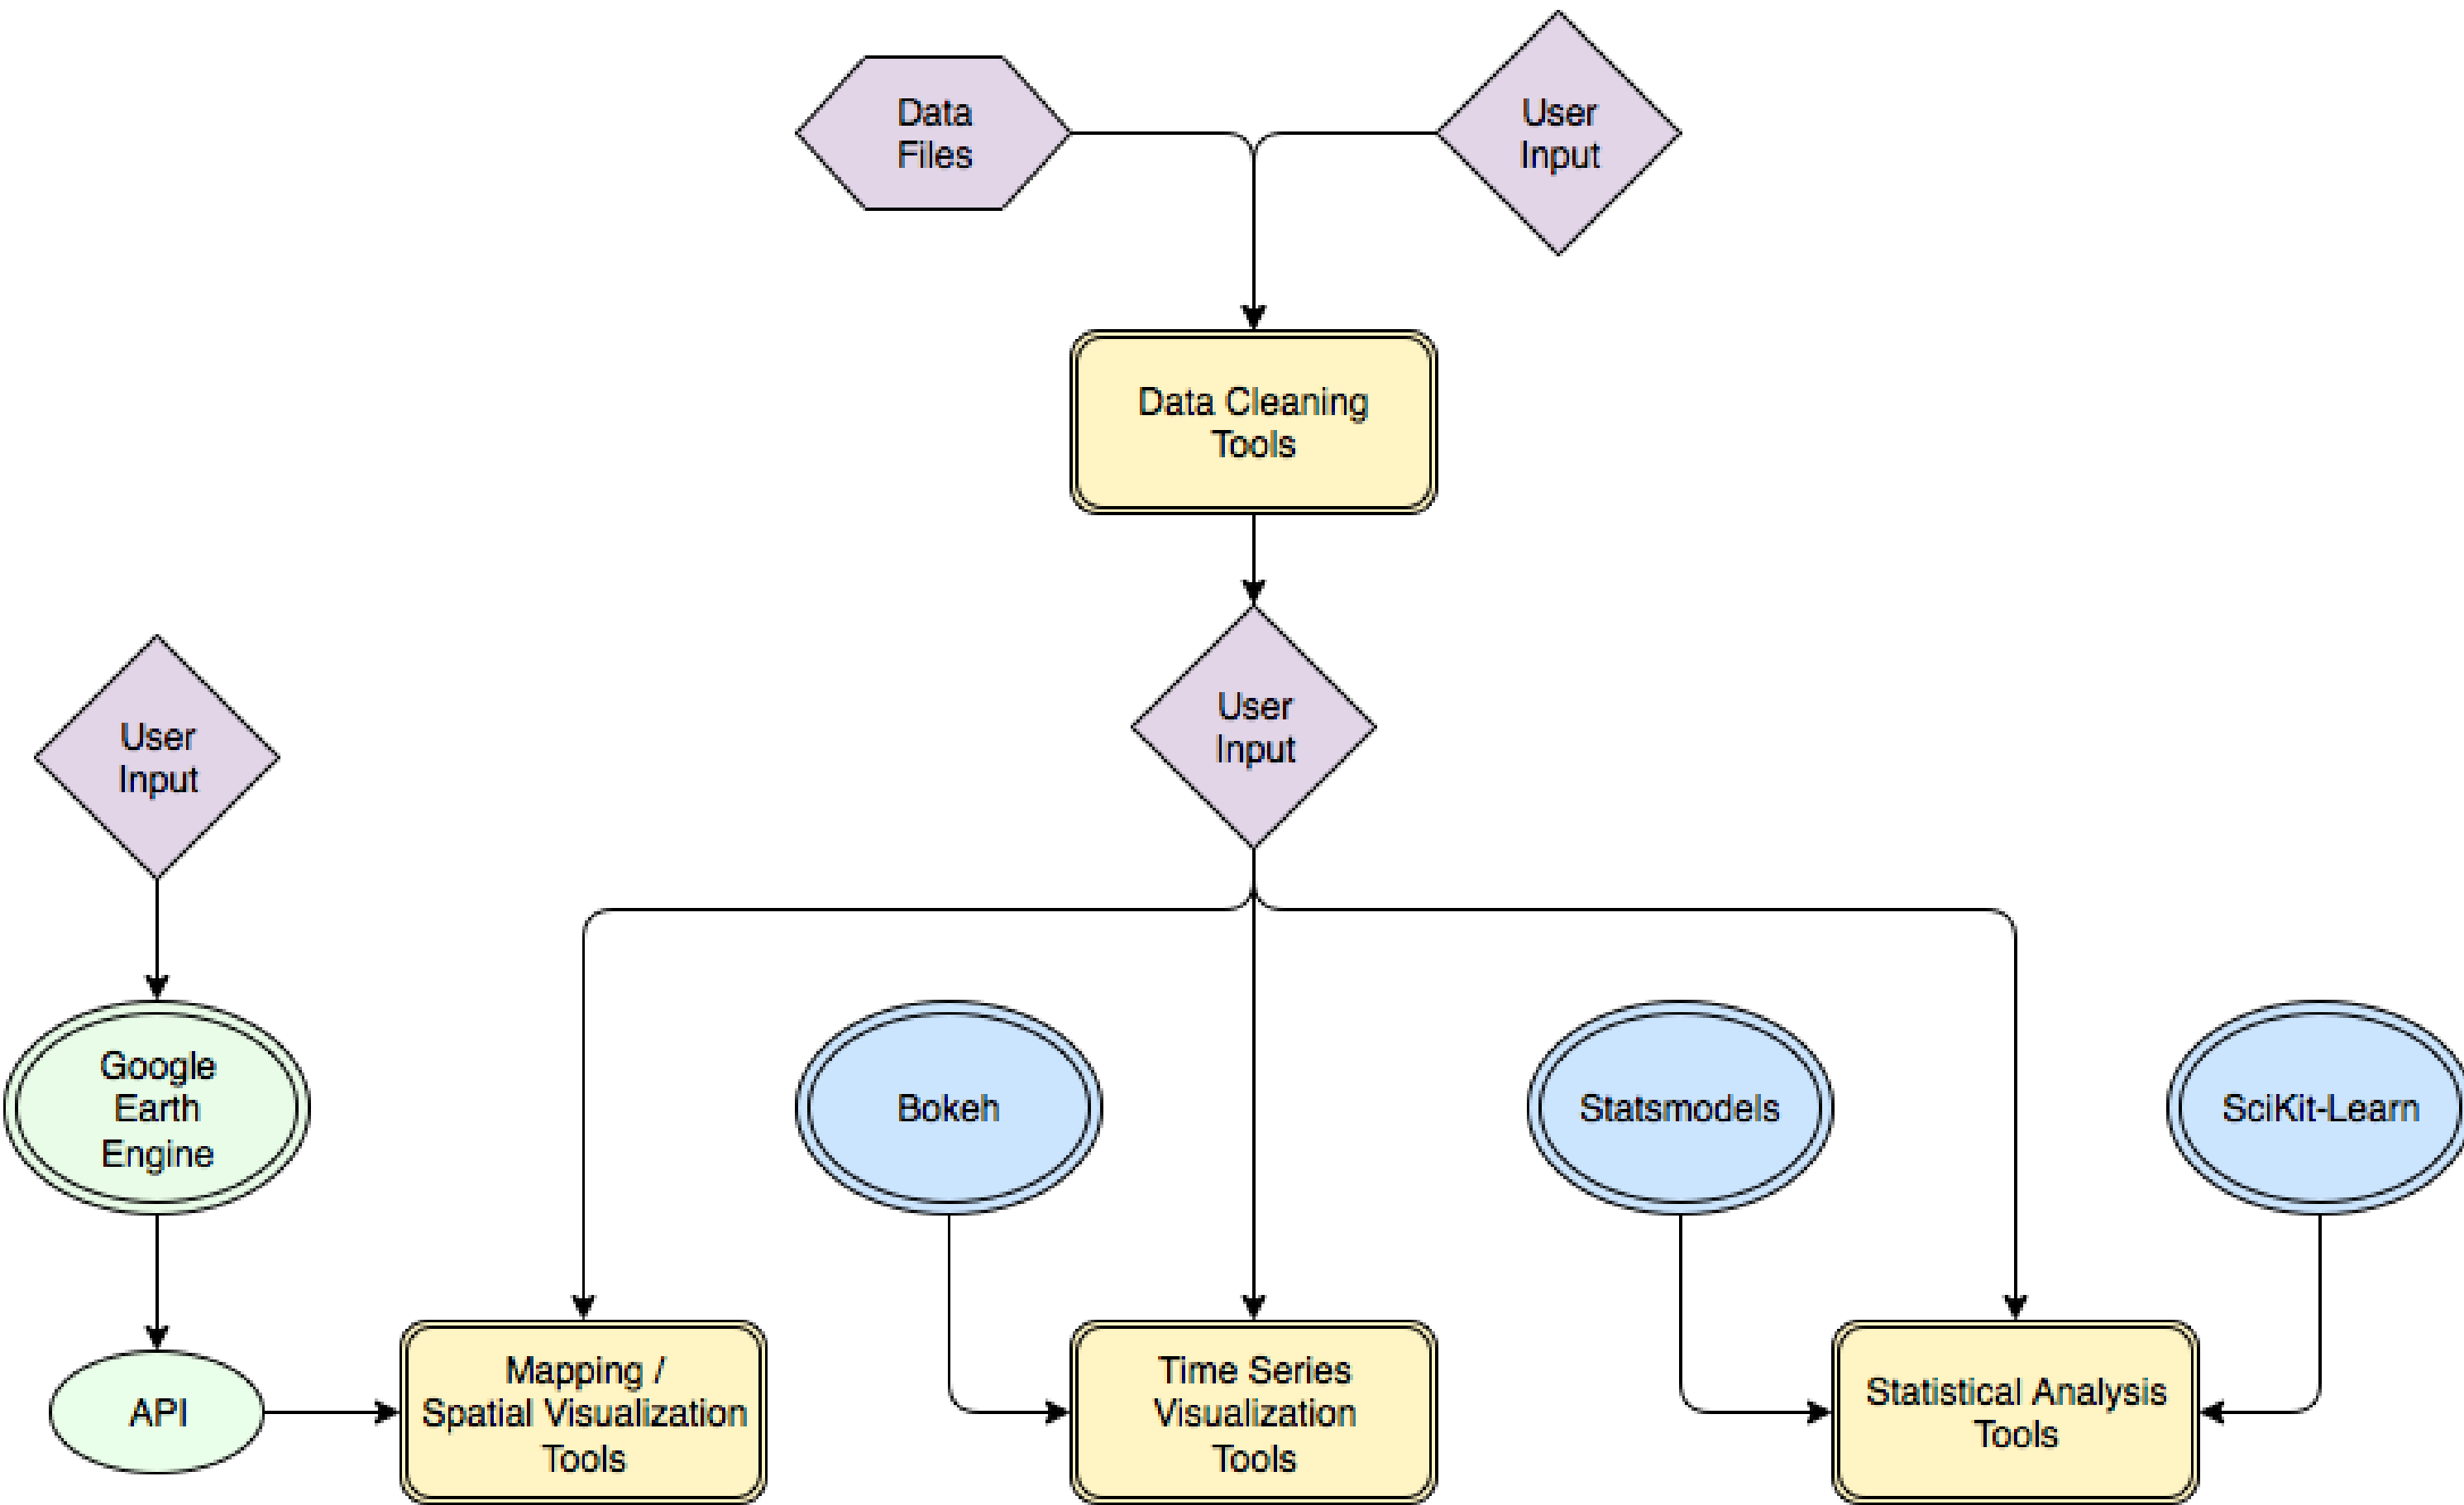 Data
Files
User
Input
Data Cleaning
Tools
User
Input
User
Input
Google
Earth
Engine
Bokeh
Statsmodels
SciKit-Learn
API
Mapping /
Spatial Visualization
Tools
Time Series
Visualization
Tools
Statistical Analysis
Tools